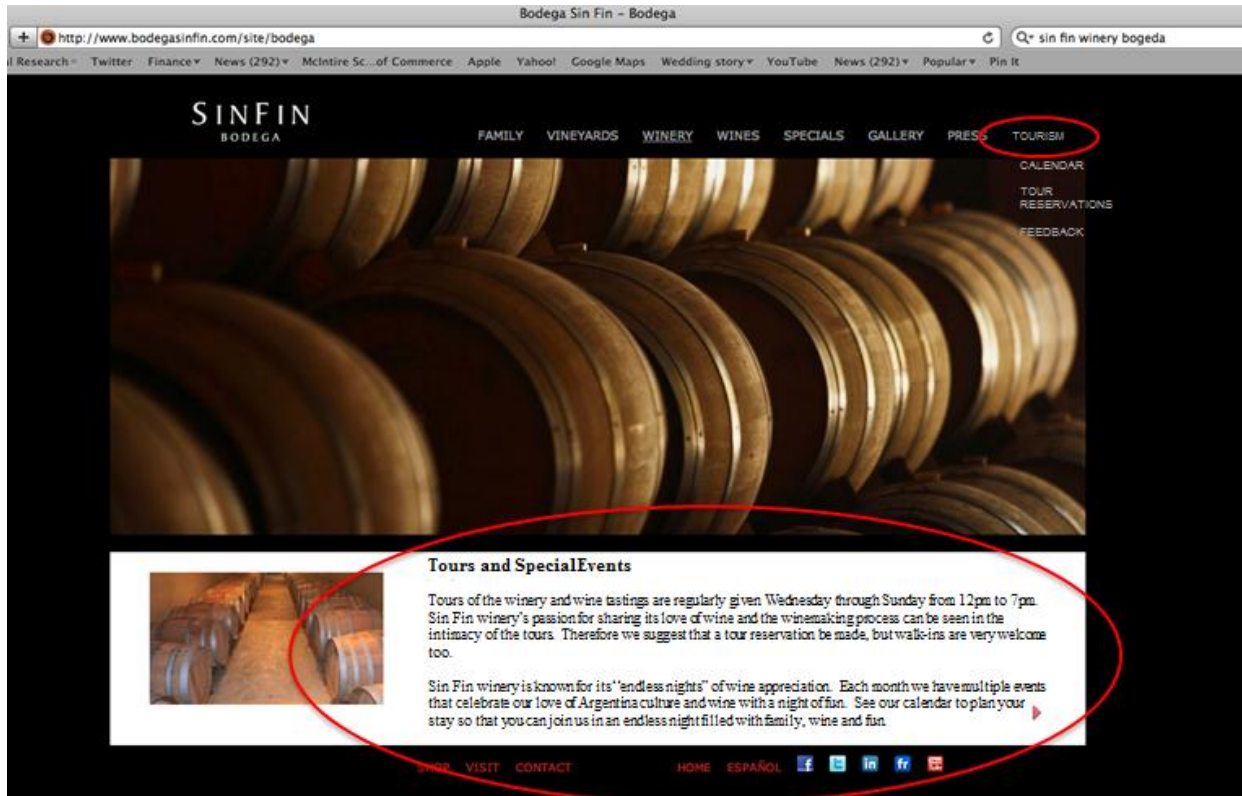 Bodega Sin Fin – Bodega
+ http://www.bodegasinfin.com/site/bodega sin fin winery bogeda
l Research Twitter Finance News (292) McIntire Sc...of Commerce Apple Yahoo! Google Maps Wedding story YouTube News (292) Popular Pin It
SINFIN
BODEGA
FAMILY VINEYARDS WINERY WINES SPECIALS GALLERY PRESS TOURISM
CALENDAR
TOUR
RESERVATIONS
FEEDBACK
Tours and SpecialEvents
Tours of the winery and wine tastings are regularly given Wednesday through Sunday from 12pm to 7pm.
Sin Fin winery's passion for sharing its love of wine and the winemaking process can be seen in the
intimacy of the tours. Therefore we suggest that a tour reservation be made, but walk-ins are very welcome
too.
Sin Fin winery is known for its "endless nights" of wine appreciation. Each month we have multiple events
that celebrate our love of Argentina culture and wine with a night of fun. See our calendar to plan your
stay so that you can join us in an endless night filled with family, wine and fun.
SHOP VISIT CONTACT HOME ESPAÑOL f t in fr